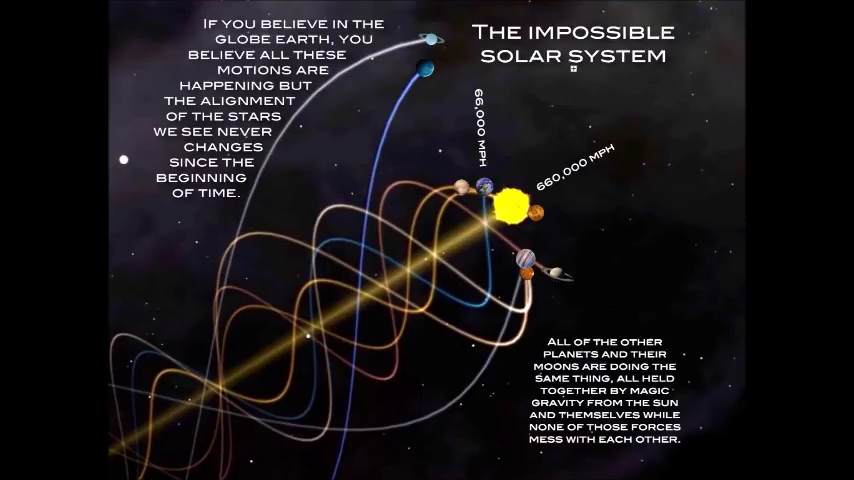 IF YOU BELIEVE IN THE
GLOBE EARTH, YOU
BELIEVE ALL THESE
MOTIONS ARE
HAPPENING BUT
THE ALIGNMENT
OF THE STARS
WE SEE NEVER
CHANGES
SINCE THE
BEGINNING
OF TIME.
THE IMPOSSIBLE
SOLAR SYSTEM
66,000 MPH
660,000 MPH
ALL OF THE OTHER
PLANETS AND THEIR
MOONS ARE DOING THE
SAME THING, ALL HELD
TOGETHER BY MAGIC
GRAVITY FROM THE SUN
AND THEMSELVES WHILE
NONE OF THOSE FORCES
MESS WITH EACH OTHER.